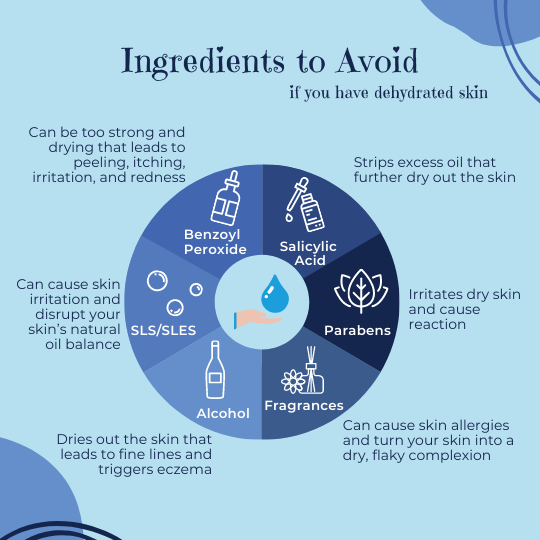 Ingredients to Avoid
if you have dehydrated skin
Can be too strong and
drying that leads to
peeling, itching,
irritation, and redness
Strips excess oil that
further dry out the skin
Benzoyl
Peroxide
Salicylic
Acid
Can cause skin
irritation and
disrupt your
skin's natural
oil balance
SLS/SLES
Parabens
Irritates dry skin
and cause
reaction
Alcohol
Fragrances
Dries out the skin that
leads to fine lines and
triggers eczema
Can cause skin allergies
and turn your skin into a
dry, flaky complexion